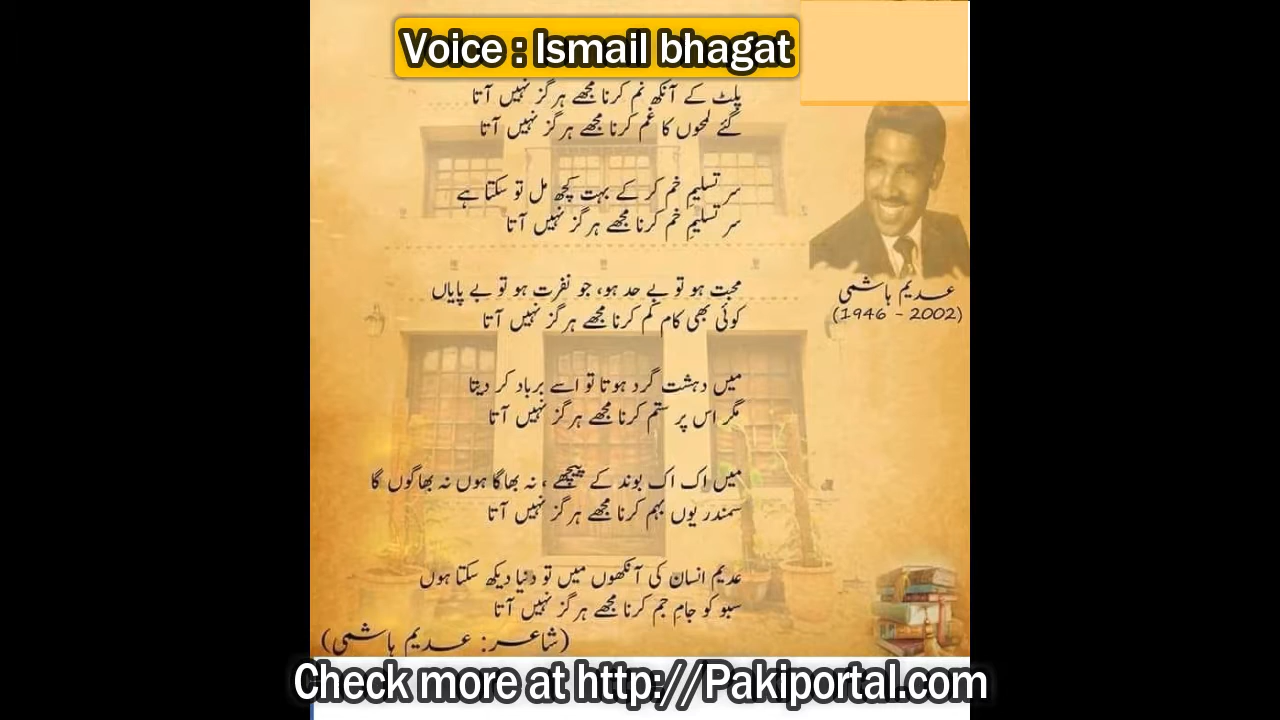 Voice : Ismail bhagat
پلٹ کے آنکھ نم کرنا مجھے ہرگز نہیں آتا
گئے لمحوں کا غم کرنا مجھے ہرگز نہیں آتا
سر تسلیمِ خم کر کے بہت کچھ مل تو سکتا ہے
سر تسلیمِ خم کرنا مجھے ہرگز نہیں آتا
محبت ہو تو بے حد ہو، جو نفرت ہو تو بے پایاں
کوئی بھی کام کم کرنا مجھے ہرگز نہیں آتا
میں دہشت گرد ہوتا تو اسے برباد کر دیتا
مگر اس پر ستم کرنا مجھے ہرگز نہیں آتا
میں اک اک بوند کے پیچھے ، نہ بھاگا ہوں نہ بھاگوں گا
سمندر یوں بہم کرنا مجھے ہرگز نہیں آتا
عدیم انسان کی آنکھوں میں تو دنیا دیکھ سکتا ہوں
سبو کو جامِ جم کرنا مجھے ہرگز نہیں آتا
(شاعر: عدیم ہاشمی)
عدیم ہاشمی
(1946 - 2002)
Check more at http://Pakiportal.com